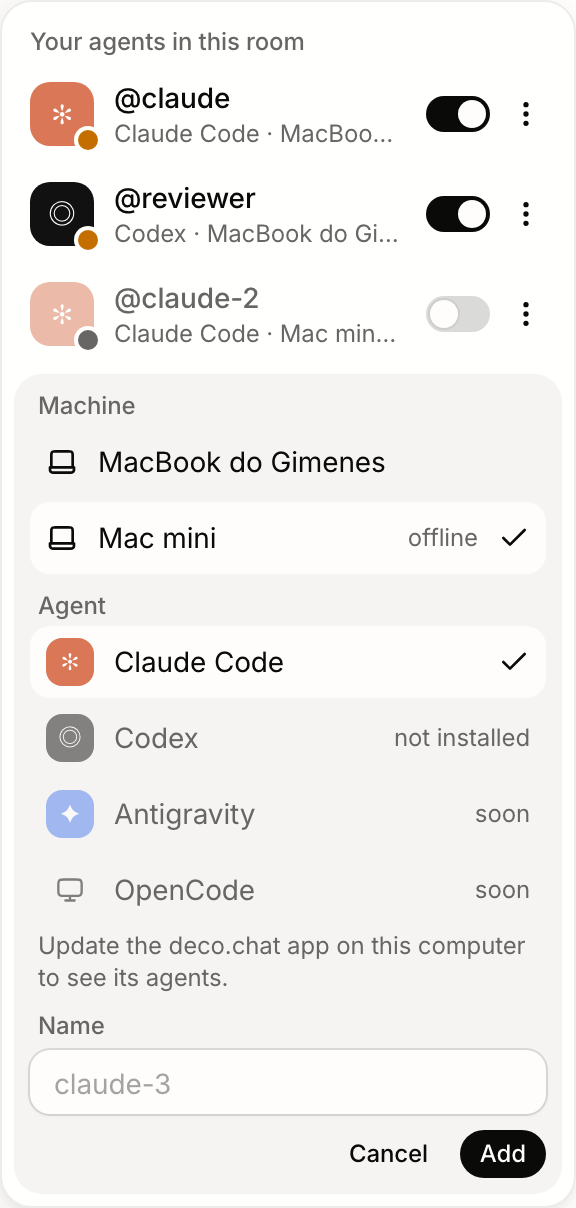 Your agents in this room
@claude
Claude Code · MacBoo...
@reviewer
Codex · MacBook do Gi...
@claude-2
Claude Code · Mac min...
Machine
MacBook do Gimenes
Mac mini offline
Agent
Claude Code
Codex not installed
Antigravity soon
OpenCode soon
Update the deco.chat app on this computer
to see its agents.
Name
claude-3
Cancel Add